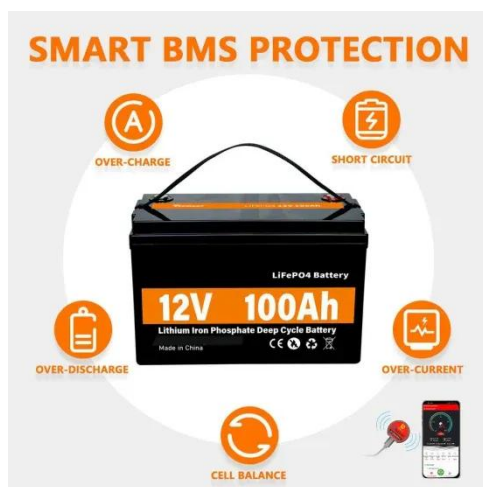 SMART BMS PROTECTION
OVER-CHARGE
SHORT CIRCUIT
LiFePO4 Battery
12V 100Ah
Lithium Iron Phosphate Deep Cycle Battery
Made in China
CE
OVER-DISCHARGE
OVER-CURRENT
CELL BALANCE